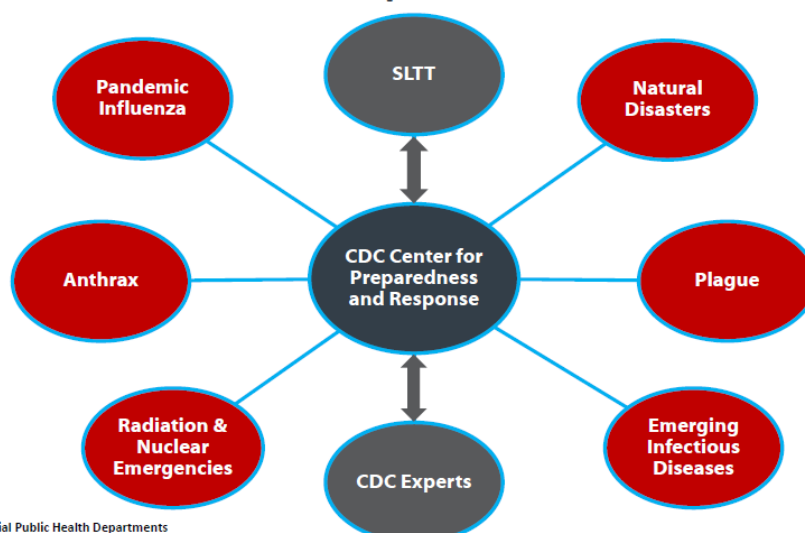 SLTT
Pandemic
Influenza
Natural
Disasters
CDC Center for
Preparedness
and Response
Anthrax
Plague
Radiation &
Nuclear
Emergencies
Emerging
Infectious
Diseases
CDC Experts
Public Health Departments